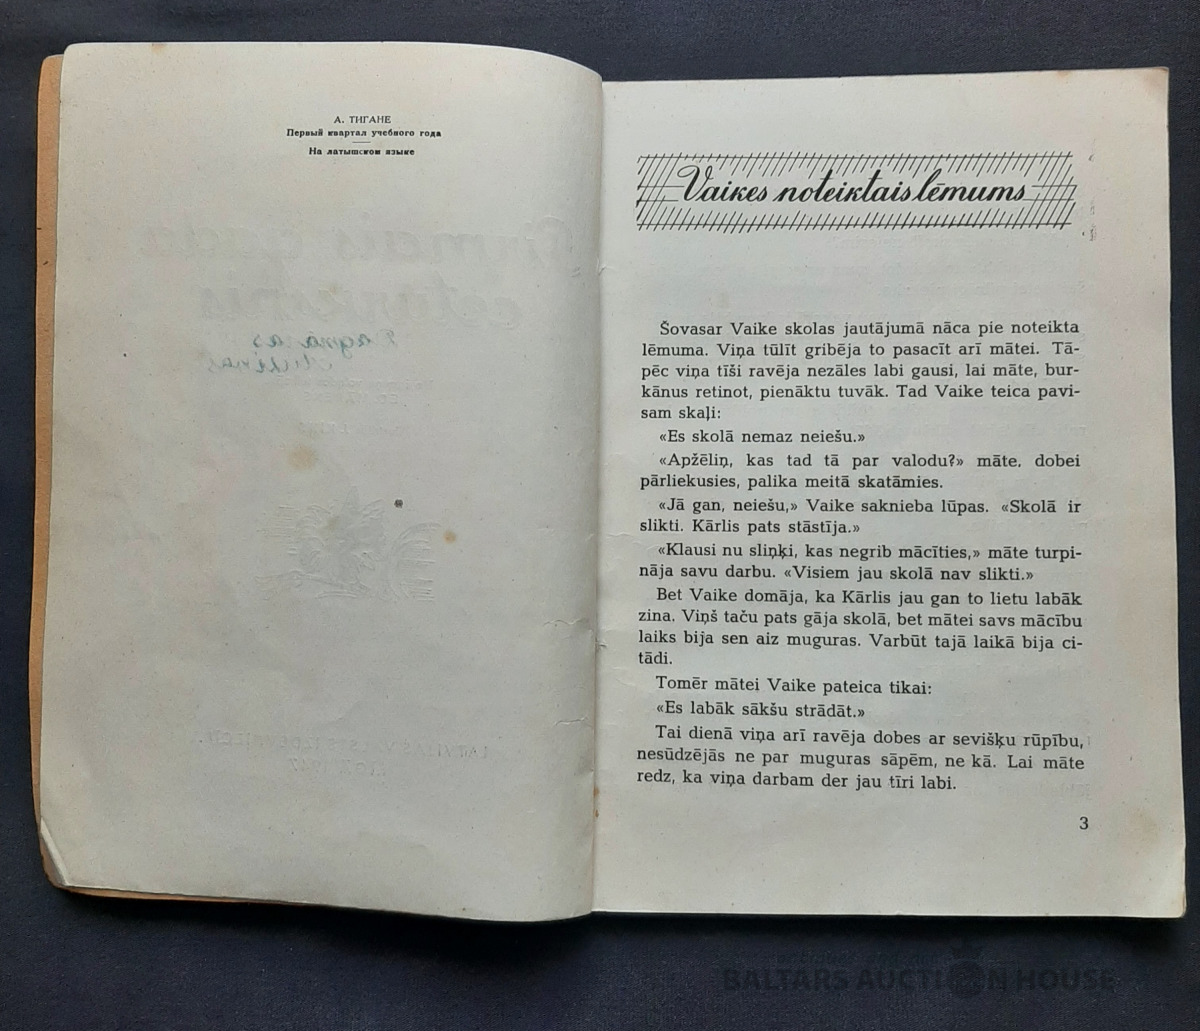 А. ТИГАНЕ
Первый квартал учебного года
На латышском языке
Vaikes noteiktais lēmums
Šovasar Vaike skolas jautājumā nāca pie noteikta
lēmuma. Viņa tūlīt gribēja to pasacīt arī mātei. Tā-
pēc viņa tīši ravēja nezāles labi gausi, lai māte, bur-
kānus retinot, pienāktu tuvāk. Tad Vaike teica pavi-
sam skaļi:
«Es skolā nemaz neiešu.»
«Apžēliņ, kas tad tā par valodu?» māte, dobei
pārliekusies, palika meitā skatāmies.
«Jā gan, neiešu,» Vaike saknieba lūpas. «Skolā ir
slikti. Kārlis pats stāstīja.»
«Klausi nu sliņķi, kas negrib mācīties,» māte turpi-
nāja savu darbu. «Visiem jau skolā nav slikti.»
Bet Vaike domāja, ka Kārlis jau gan to lietu labāk
zina. Viņš taču pats gāja skolā, bet mātei savs mācību
laiks bija sen aiz muguras. Varbūt tajā laikā bija ci-
tādi.
Tomēr mātei Vaike pateica tikai:
«Es labāk sākšu strādāt.»
Tai dienā viņa arī ravēja dobes ar sevišķu rūpību,
nesūdzējās ne par muguras sāpēm, ne kā. Lai māte
redz, ka viņa darbam der jau tīri labi.
3
BALTARS AUCTION HOUSE